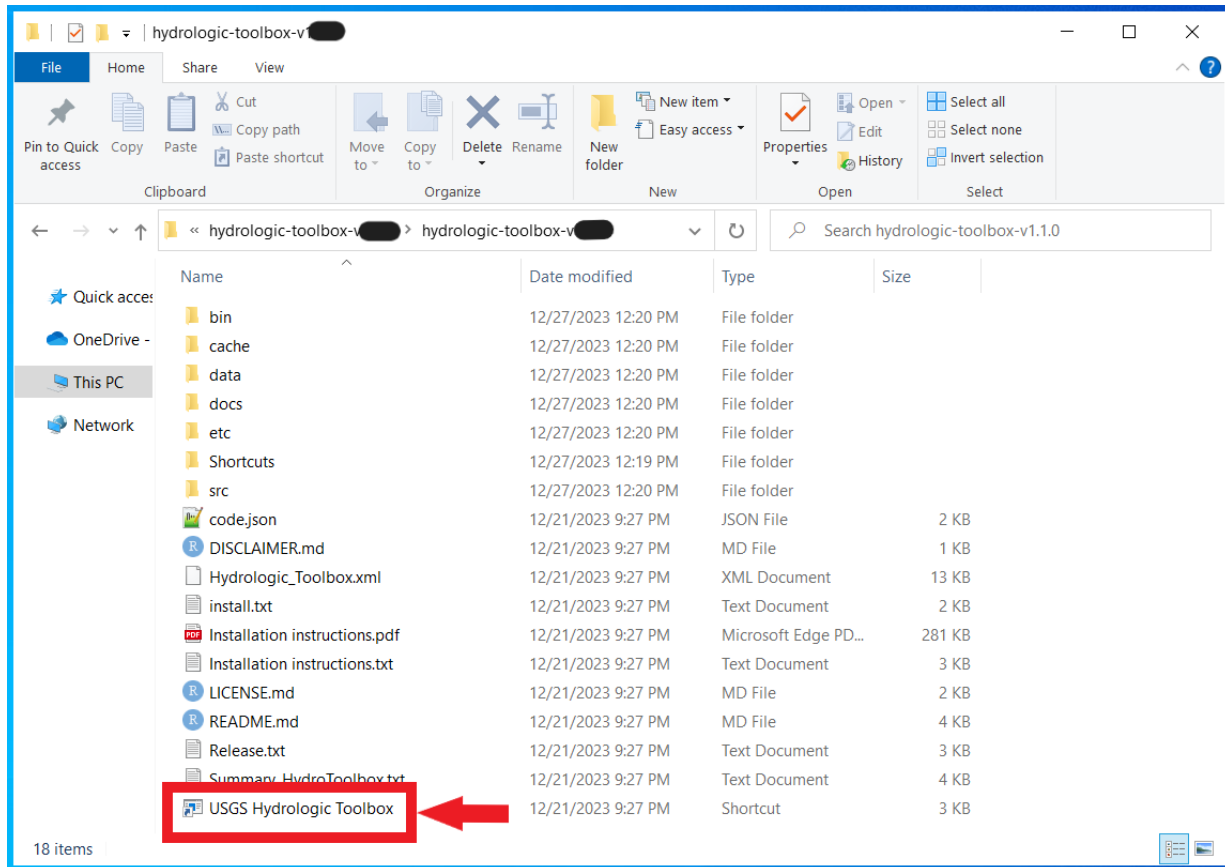 hydrologic-toolbox-v1
File Home Share View
Pin to Quick access
Copy
Paste
Cut
Copy path
Paste shortcut
Move to
Copy to
Delete
Rename
New folder
New item
Easy access
Properties
Open
Edit
History
Select all
Select none
Invert selection
Clipboard Organize New Open Select
« hydrologic-toolbox-v > hydrologic-toolbox-v
Search hydrologic-toolbox-v1.1.0
Quick acces
OneDrive -
This PC
Network
Name Date modified Type Size
bin 12/27/2023 12:20 PM File folder
cache 12/27/2023 12:20 PM File folder
data 12/27/2023 12:20 PM File folder
docs 12/27/2023 12:20 PM File folder
etc 12/27/2023 12:20 PM File folder
Shortcuts 12/27/2023 12:19 PM File folder
src 12/27/2023 12:20 PM File folder
code.json 12/21/2023 9:27 PM JSON File 2 KB
R DISCLAIMER.md 12/21/2023 9:27 PM MD File 1 KB
Hydrologic_Toolbox.xml 12/21/2023 9:27 PM XML Document 13 KB
install.txt 12/21/2023 9:27 PM Text Document 2 KB
PDF Installation instructions.pdf 12/21/2023 9:27 PM Microsoft Edge PD... 281 KB
Installation instructions.txt 12/21/2023 9:27 PM Text Document 3 KB
R LICENSE.md 12/21/2023 9:27 PM MD File 2 KB
R README.md 12/21/2023 9:27 PM MD File 4 KB
Release.txt 12/21/2023 9:27 PM Text Document 3 KB
Summary_HydroToolbox.txt 12/21/2023 9:27 PM Text Document 4 KB
USGS Hydrologic Toolbox 12/21/2023 9:27 PM Shortcut 3 KB
18 items